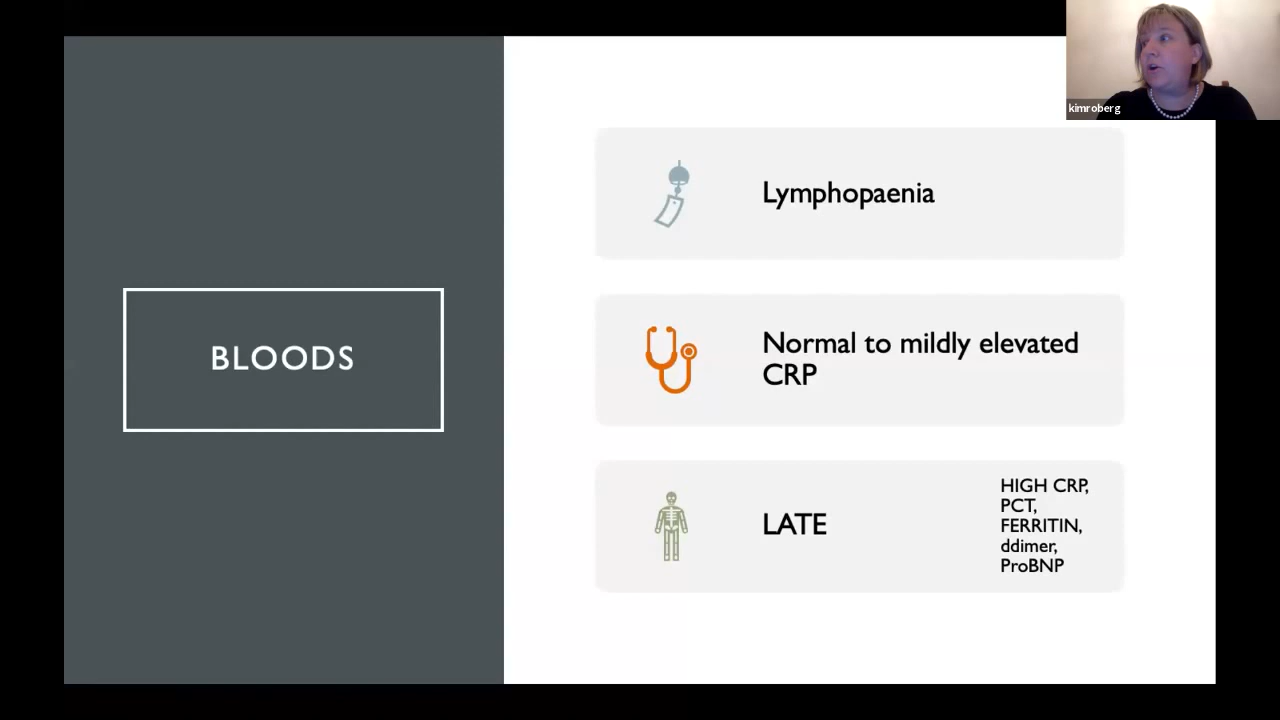 kimroberg
BLOODS
Lymphopaenia
Normal to mildly elevated
CRP
LATE
HIGH CRP,
PCT,
FERRITIN,
ddimer,
ProBNP